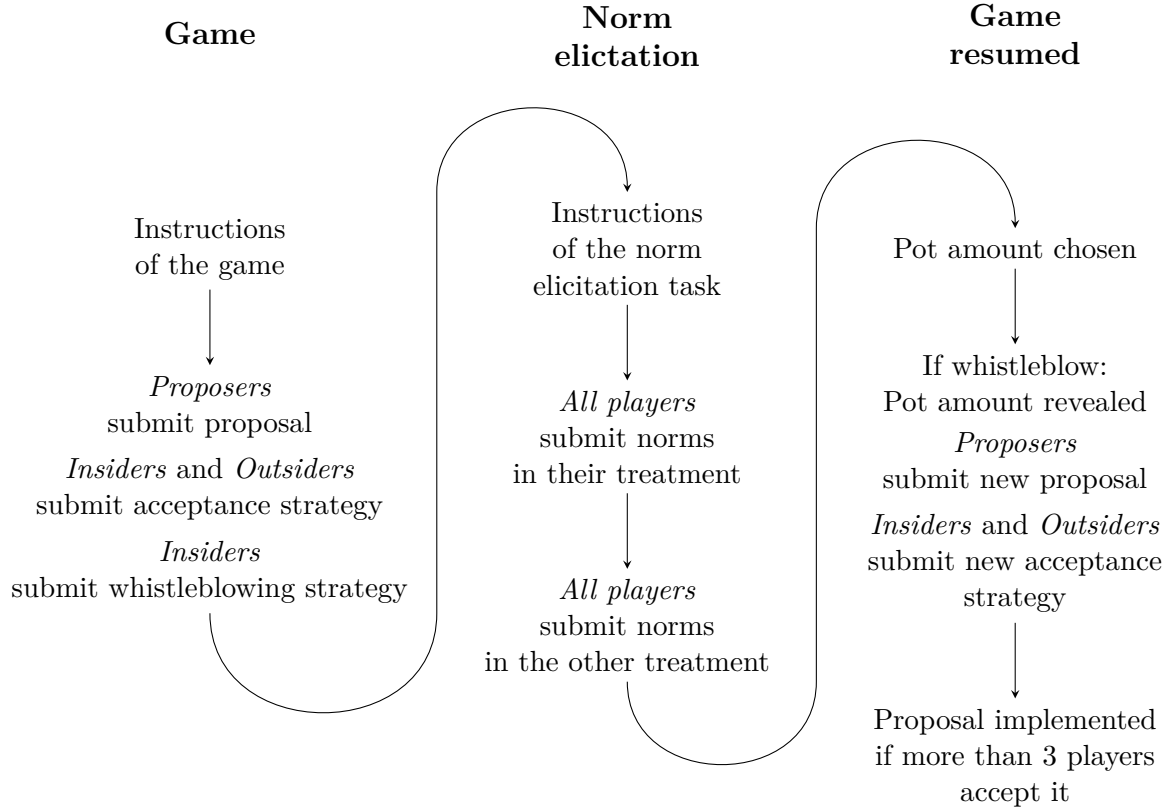 Game
Instructions
of the game
Proposers
submit proposal
Insiders and Outsiders
submit acceptance strategy
Insiders
submit whistleblowing strategy
Norm
elictation
Instructions
of the norm
elicitation task
All players
submit norms
in their treatment
All players
submit norms
in the other treatment
Game
resumed
Pot amount chosen
If whistleblow:
Pot amount revealed
Proposers
submit new proposal
Insiders and Outsiders
submit new acceptance
strategy
Proposal implemented
if more than 3 players
accept it